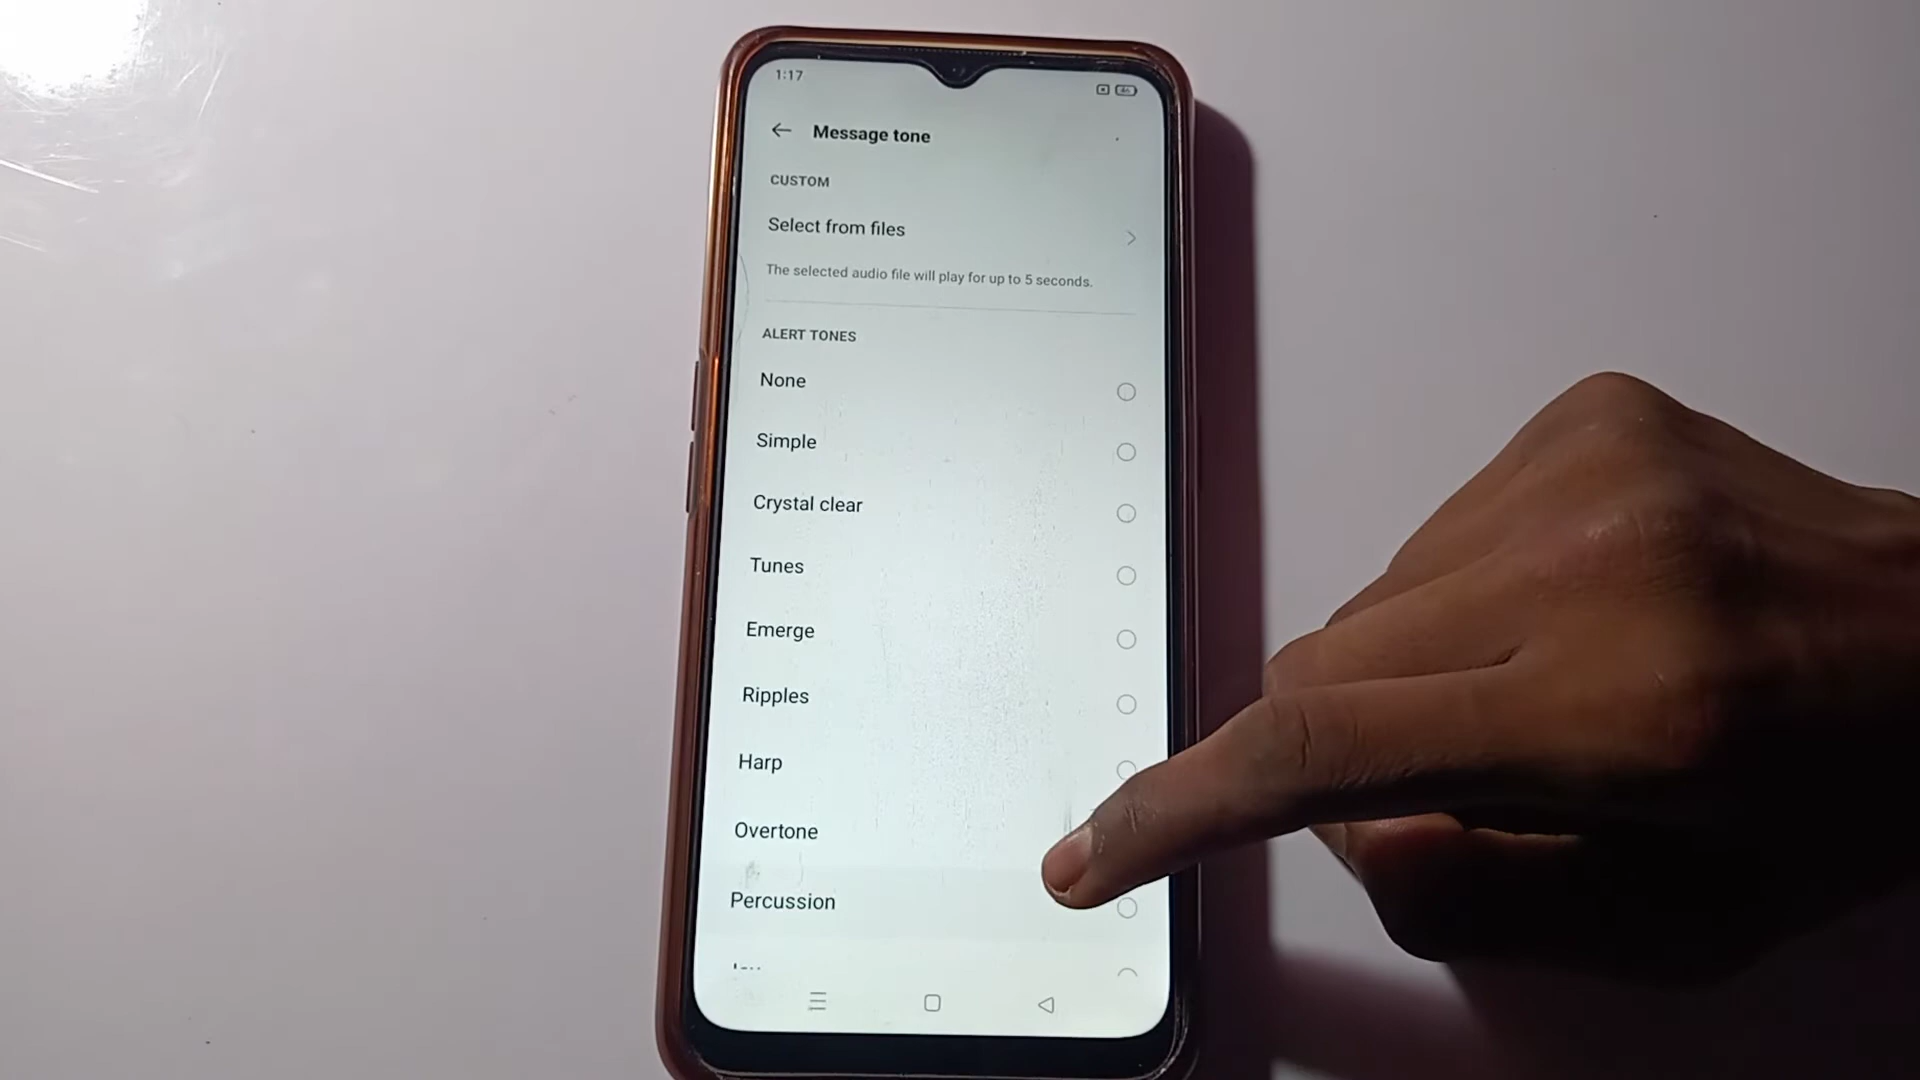 1:17
Message tone
CUSTOM
Select from files
The selected audio file will play for up to 5 seconds.
ALERT TONES
None
Simple
Crystal clear
Tunes
Emerge
Ripples
Harp
Overtone
Percussion